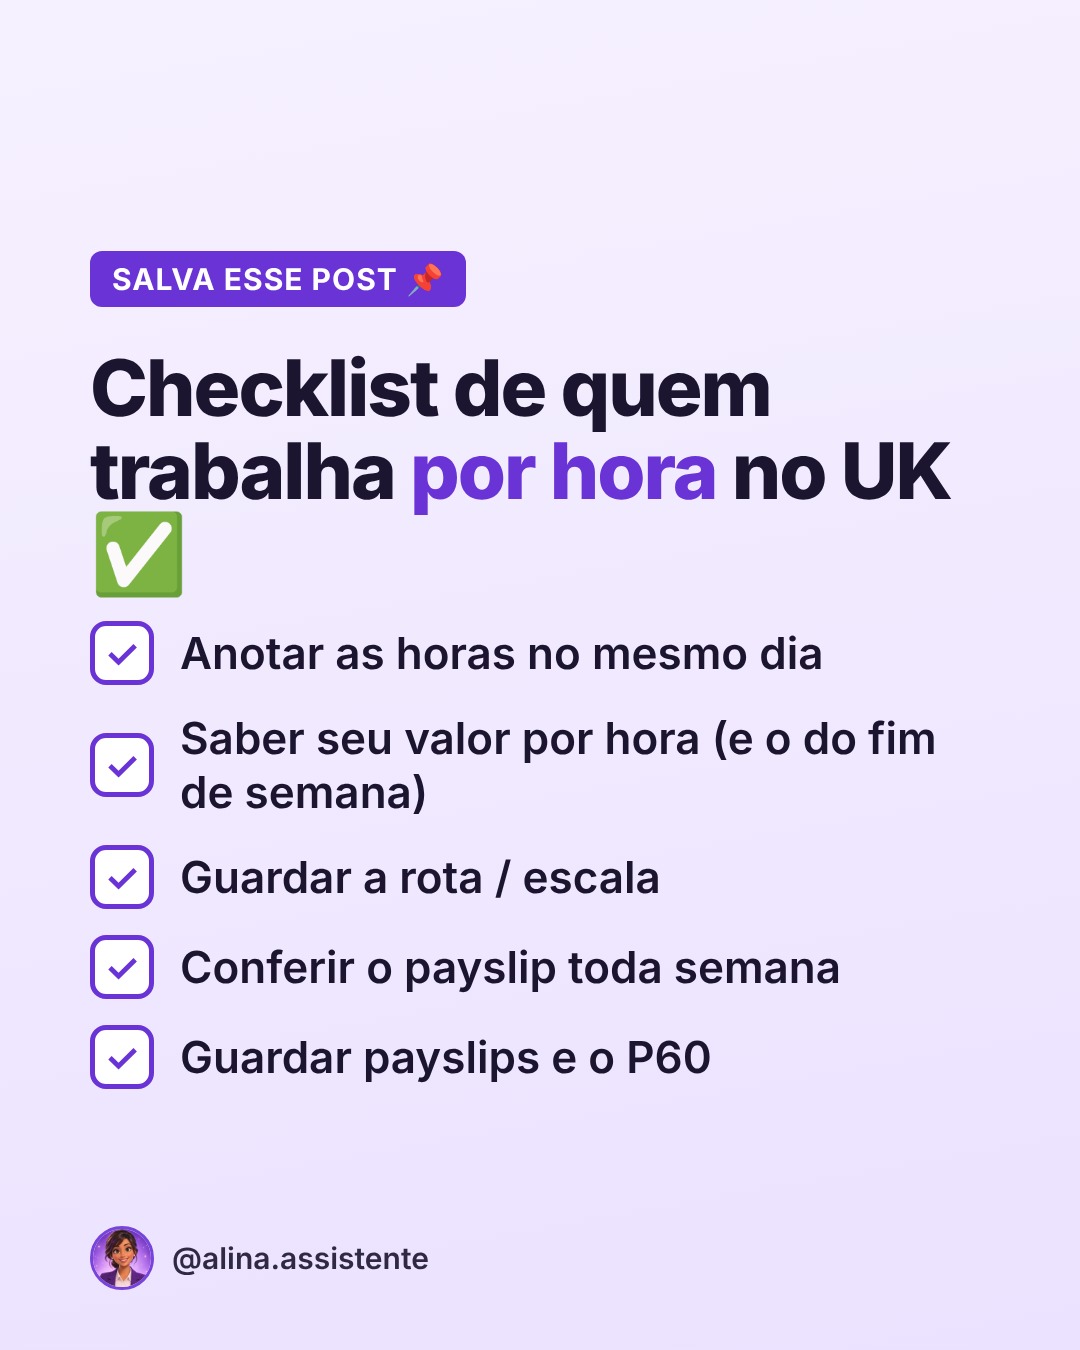 SALVA ESSE POST 📌
Checklist de quem
trabalha por hora no UK
✅
Anotar as horas no mesmo dia
Saber seu valor por hora (e o do fim
de semana)
Guardar a rota / escala
Conferir o payslip toda semana
Guardar payslips e o P60
@alina.assistente